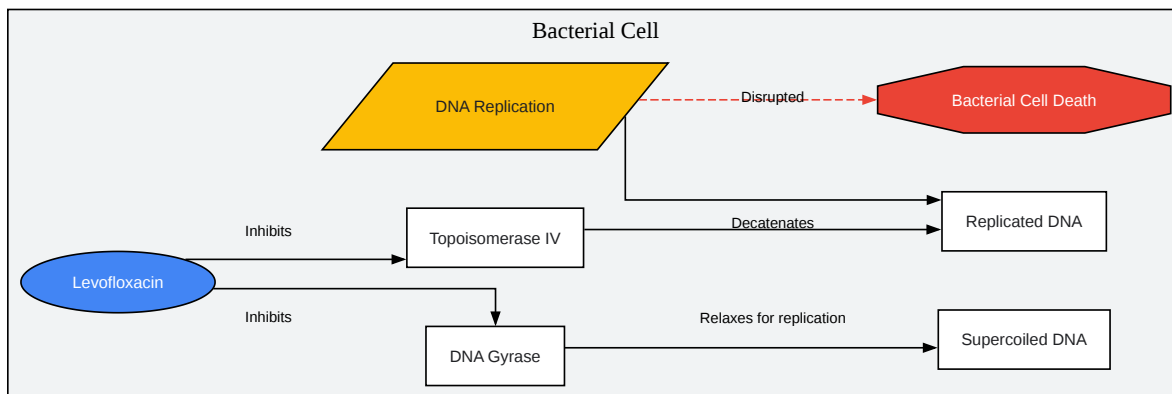 Bacterial Cell
DNA Replication
Disrupted
Bacterial Cell Death
Inhibits
Topoisomerase IV
Decatenates
Replicated DNA
Levofloxacin
Inhibits
DNA Gyrase
Relaxes for replication
Supercoiled DNA